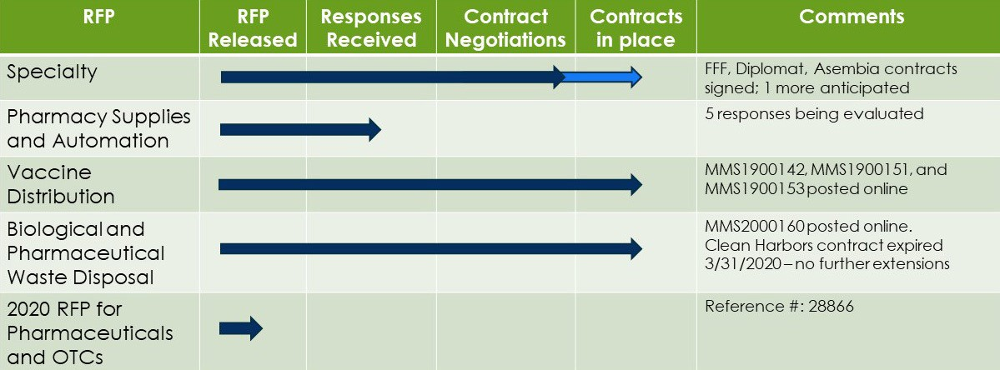 RFP
RFP
Released
Responses
Received
Contract
Negotiations
Contracts
in place
Comments
Specialty
FFF, Diplomat, Asembia contracts
signed; 1 more anticipated
Pharmacy Supplies
and Automation
5 responses being evaluated
Vaccine
Distribution
MMS1900142, MMS1900151, and
MMS1900153 posted online
Biological and
Pharmaceutical
Waste Disposal
MMS2000160 posted online.
Clean Harbors contract expired
3/31/2020 – no further extensions
2020 RFP for
Pharmaceuticals
and OTCs
Reference #: 28866